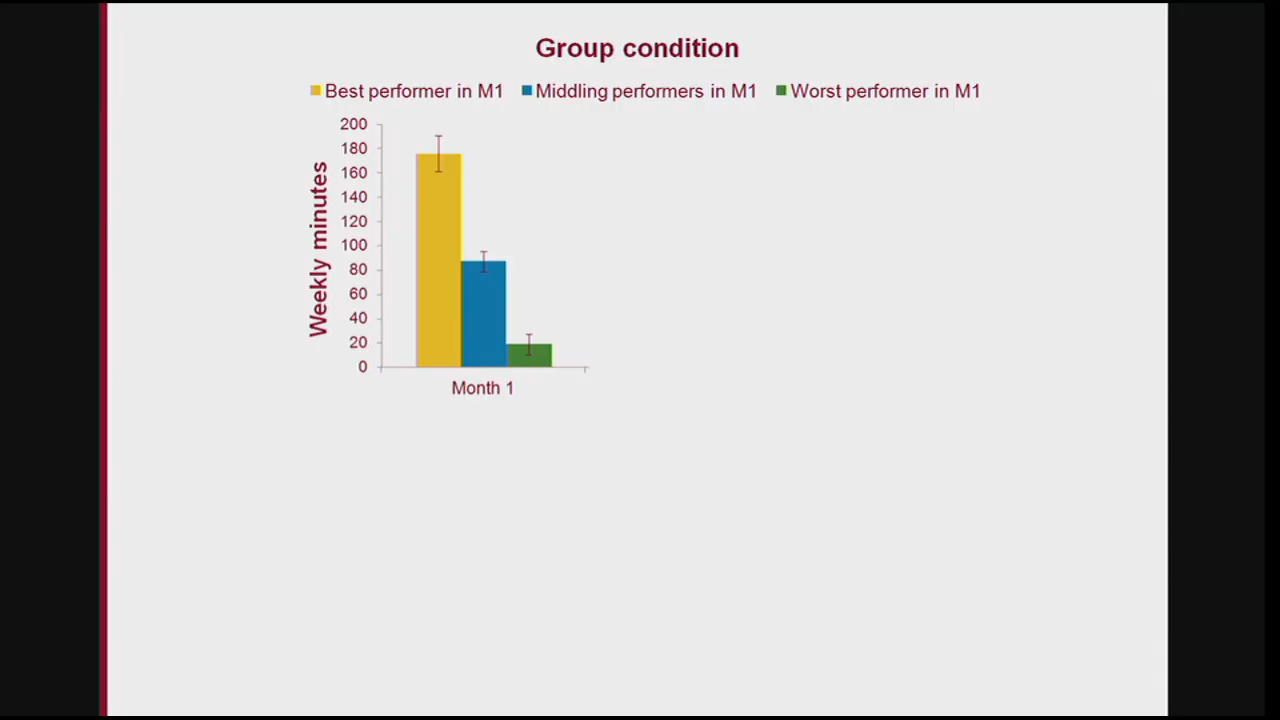 Group condition
Best performer in M1 Middling performers in M1 Worst performer in M1
Weekly minutes
200
180
160
140
120
100
80
60
40
20
0
Month 1